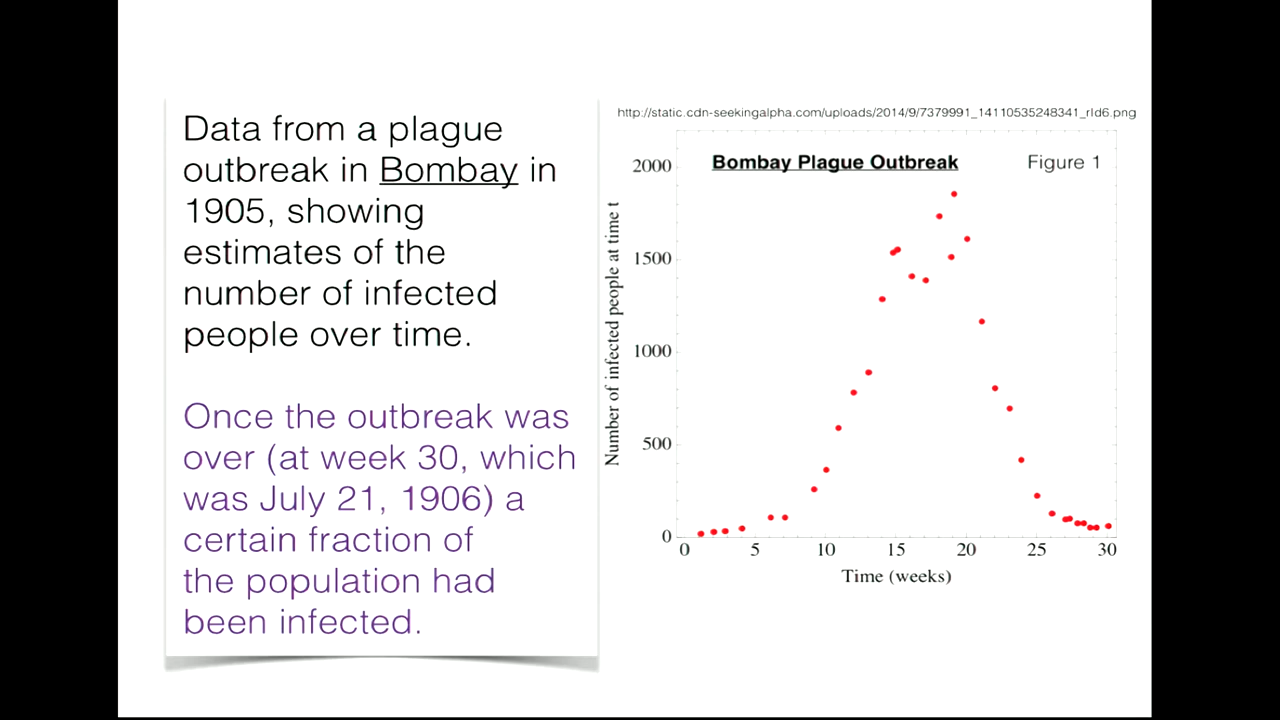 Data from a plague
outbreak in Bombay in
1905, showing
estimates of the
number of infected
people over time.
Once the outbreak was
over (at week 30, which
was July 21, 1906) a
certain fraction of
the population had
been infected.
http://static.cdn-seekingalpha.com/uploads/2014/9/7379991_14110535248341_rId6.png
Bombay Plague Outbreak
Figure 1
Number of infected people at time t
2000
1500
1000
500
0
0 5 10 15 20 25 30
Time (weeks)